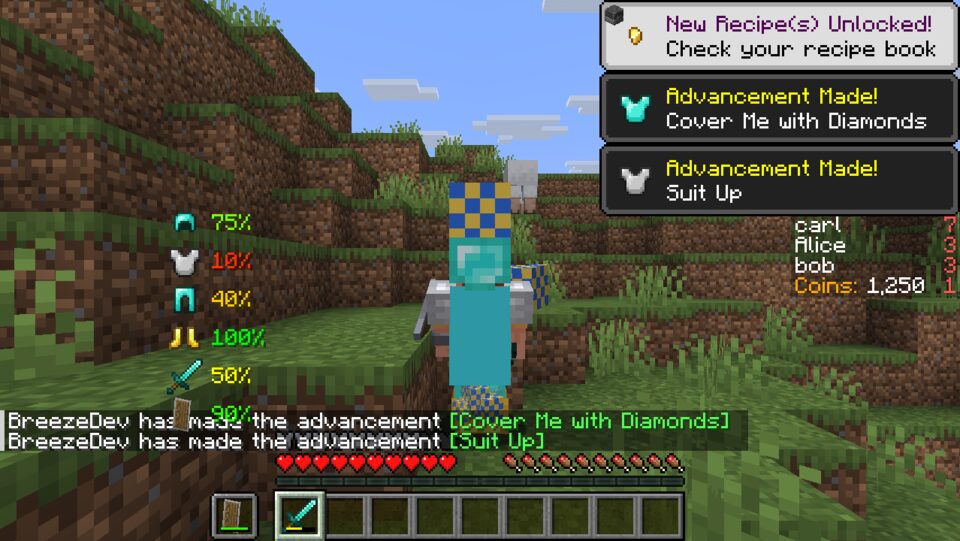 New Recipe(s) Unlocked!
Check your recipe book
Advancement Made!
Cover Me with Diamonds
Advancement Made!
Suit Up
carl 7
Alice 3
bob 3
Coins: 1,250 1
75%
10%
40%
100%
50%
90%
BreezeDev has made the advancement [Cover Me with Diamonds]
BreezeDev has made the advancement [Suit Up]